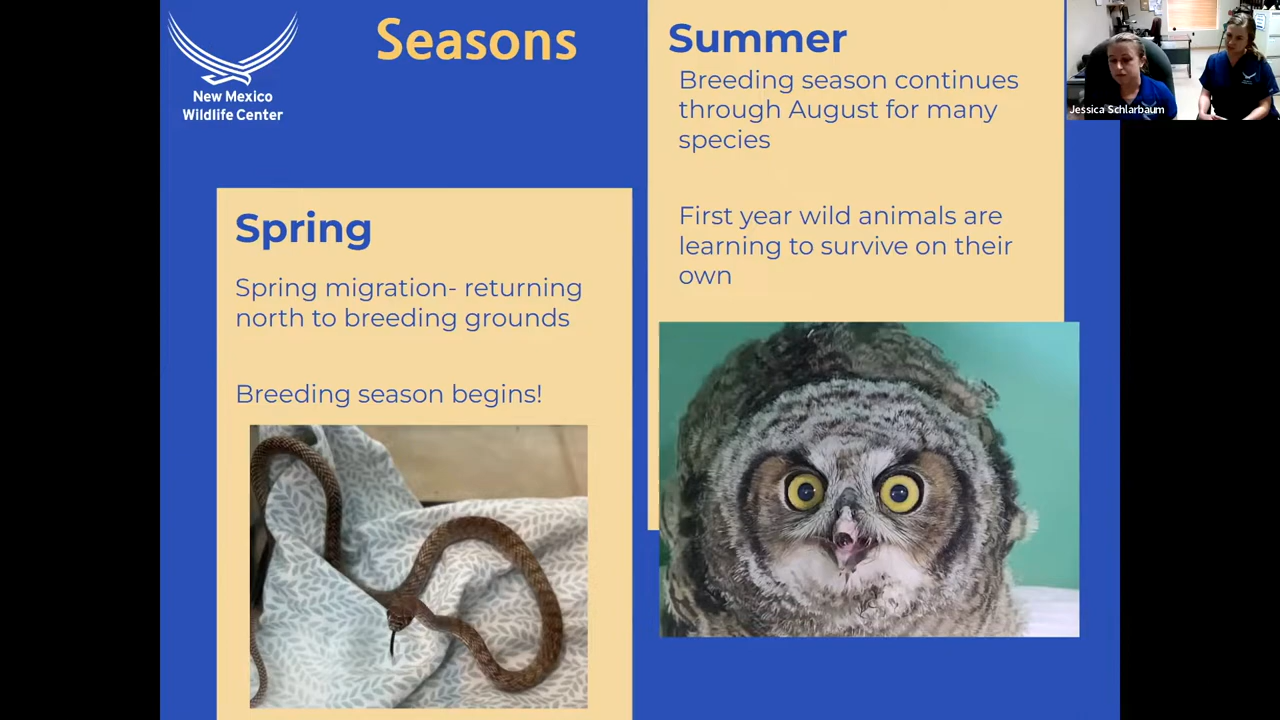 New Mexico
Wildlife Center
Seasons
Spring
Spring migration- returning
north to breeding grounds
Breeding season begins!
Summer
Breeding season continues
through August for many
species
First year wild animals are
learning to survive on their
own
Jessica Schlarbaum